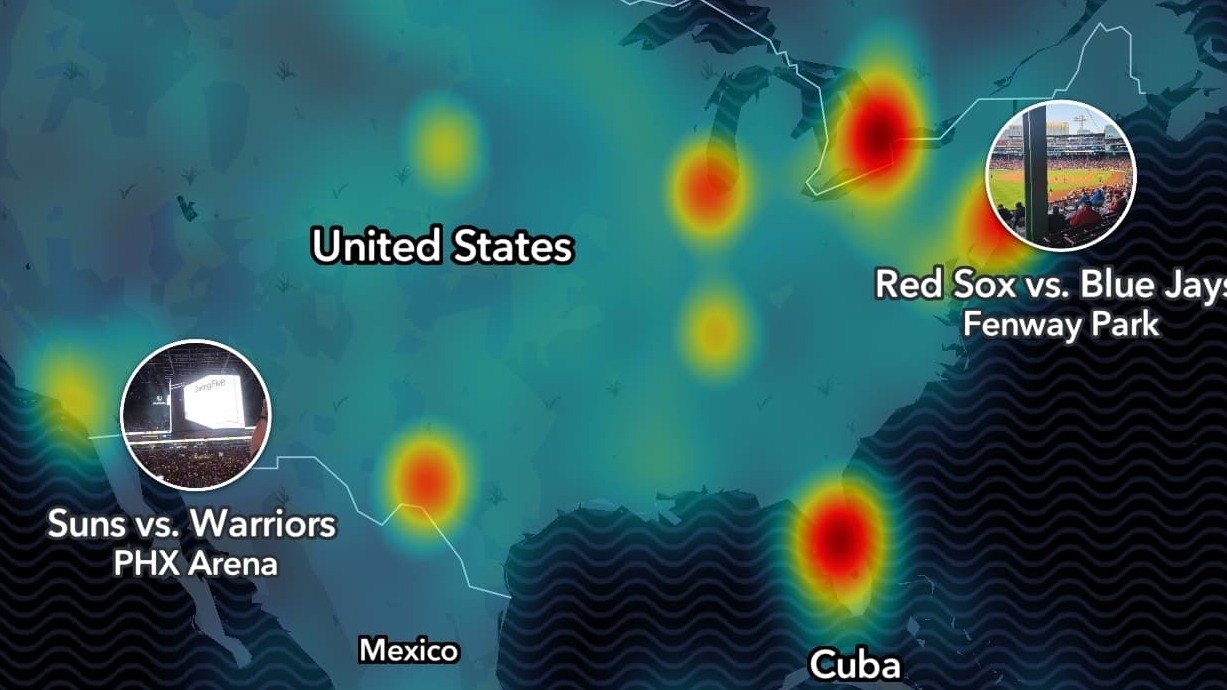 United States
Red Sox vs. Blue Jays
Fenway Park
Suns vs. Warriors
PHX Arena
Mexico
Cuba